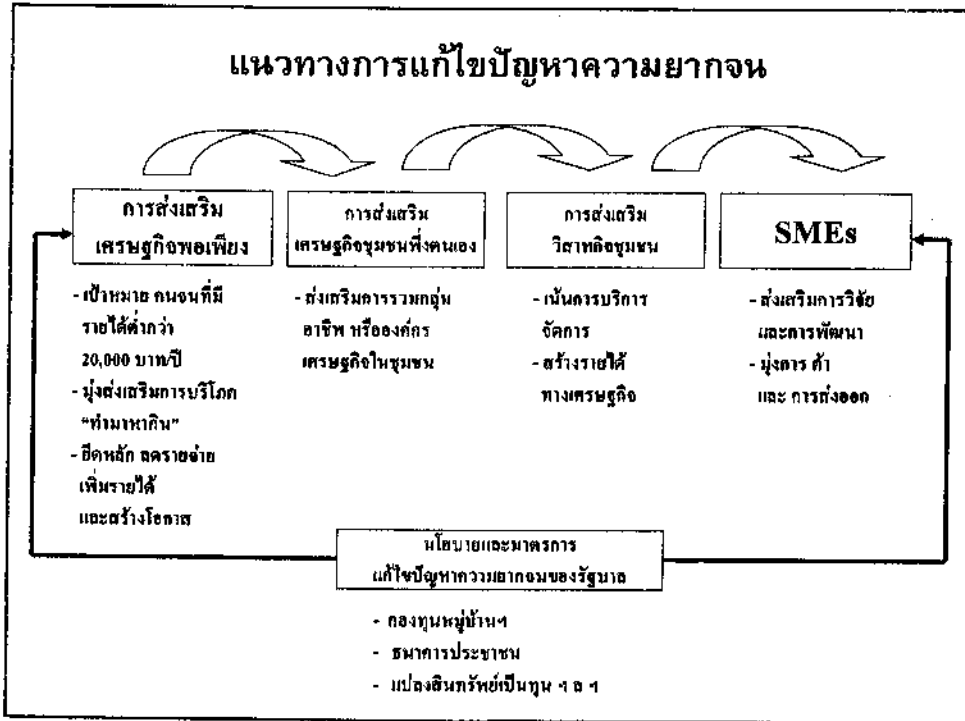 แนวทางการแก้ไขปัญหาความยากจน
การส่งเสริม
เศรษฐกิจพอเพียง
- เป้าหมาย คนจนที่มี
รายได้ต่ำกว่า
20,000 บาท/ปี
- มุ่งส่งเสริมการบริโภค
“ทำมาหากิน”
- ยึดหลัก ลดรายจ่าย
เพิ่มรายได้
และสร้างโอกาส
การส่งเสริม
เศรษฐกิจชุมชนพึ่งตนเอง
- ส่งเสริมการรวมกลุ่ม
อาชีพ หรือองค์กร
เศรษฐกิจในชุมชน
การส่งเสริม
วิสาหกิจชุมชน
- เน้นการบริการ
จัดการ
- สร้างรายได้
ทางเศรษฐกิจ
SMEs
- ส่งเสริมการวิจัย
และการพัฒนา
- มุ่งการ ค้า
และ การส่งออก
นโยบายและมาตรการ
แก้ไขปัญหาความยากจนของรัฐบาล
- กองทุนหมู่บ้านฯ
- ธนาคารประชาชน
- แปลงสินทรัพย์เป็นทุน ฯ ล ฯ